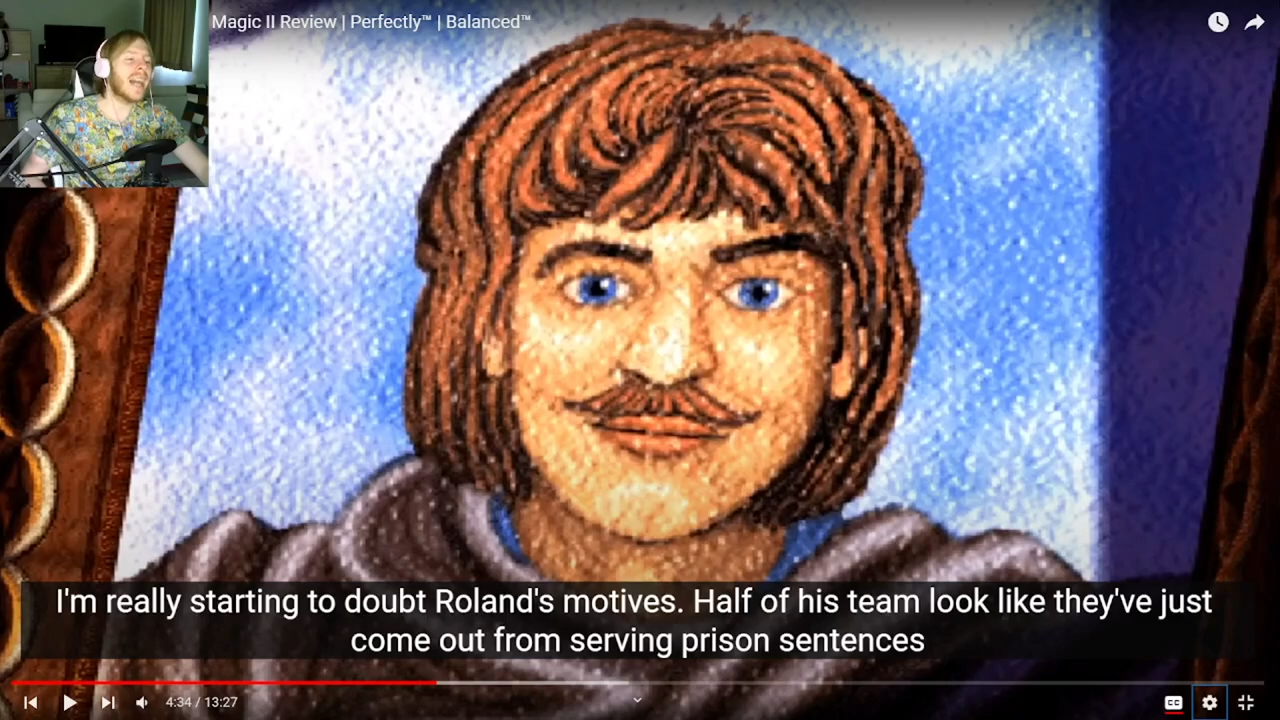 Magic II Review | Perfectly™ | Balanced™
I'm really starting to doubt Roland's motives. Half of his team look like they've just
come out from serving prison sentences
4:34 / 13:27
CC